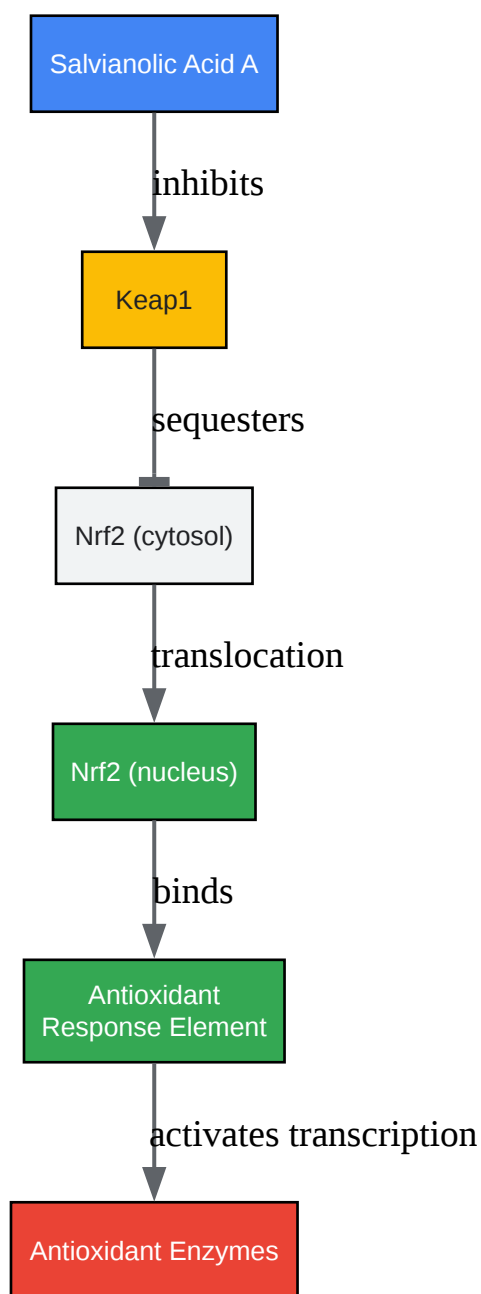 Salvianolic Acid A
inhibits
Keap1
sequesters
Nrf2 (cytosol)
translocation
Nrf2 (nucleus)
binds
Antioxidant
Response Element
activates transcription
Antioxidant Enzymes